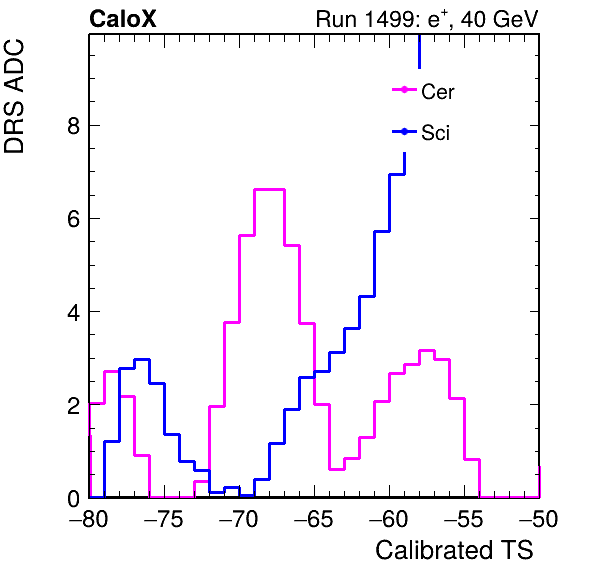 CaloX Run 1499: e⁺, 40 GeV
DRS ADC
Cer
Sci
8
6
4
2
0
−80 −75 −70 −65 −60 −55 −50
Calibrated TS